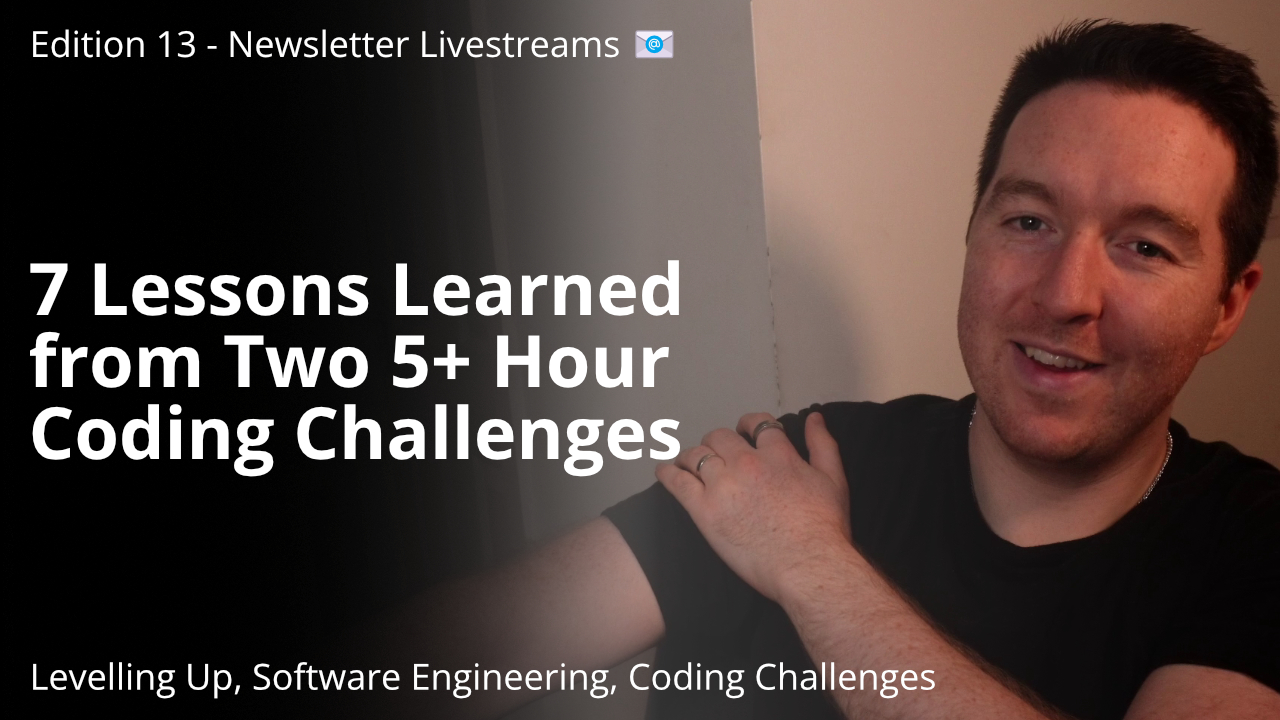 Edition 13 - Newsletter Livestreams 📧
7 Lessons Learned
from Two 5+ Hour
Coding Challenges
Levelling Up, Software Engineering, Coding Challenges